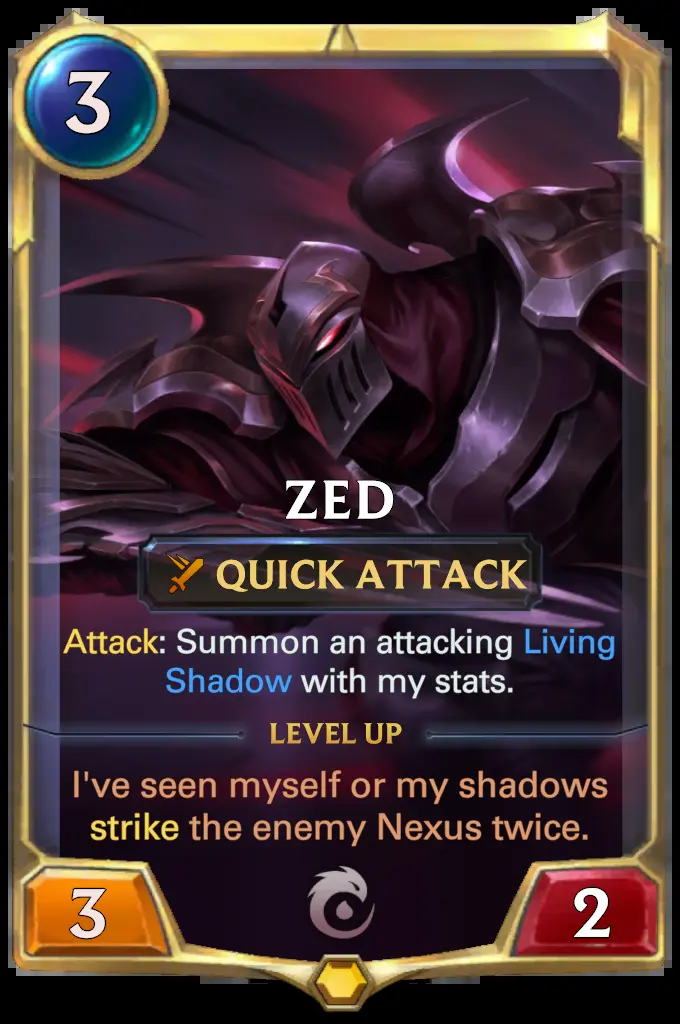 3
ZED
QUICK ATTACK
Attack: Summon an attacking Living
Shadow with my stats.
LEVEL UP
I've seen myself or my shadows
strike the enemy Nexus twice.
3
2